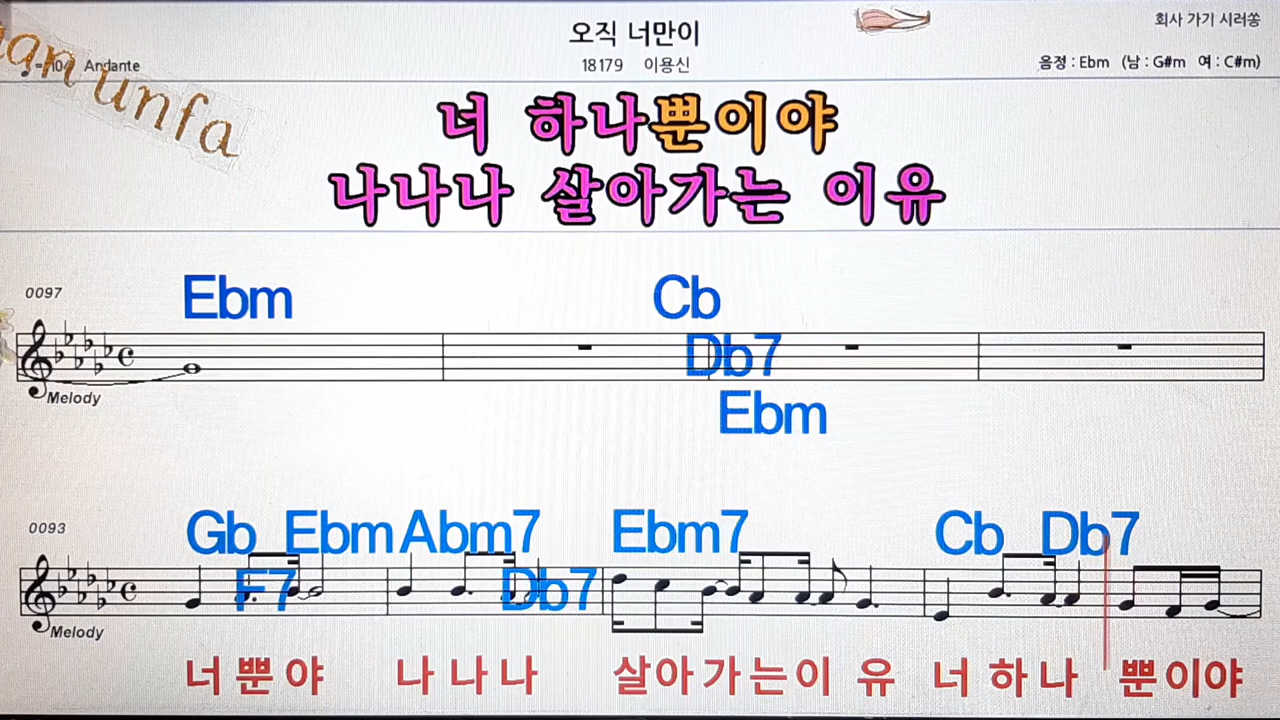 오직 너만이
회사 가기 시러쏭
Andante
18179 이용신
음정 : Ebm (남 : G#m 여 : C#m)
unfa
너 하나뿐이야
나나나 살아가는 이유
0097
Ebm Cb
Db7
Melody
Ebm
0093
Gb Ebm Abm7 Ebm7 Cb Db7
F7 Db7
Melody
너 뿐 야 나 나 나 살아가는이 유 너 하 나 뿐이야